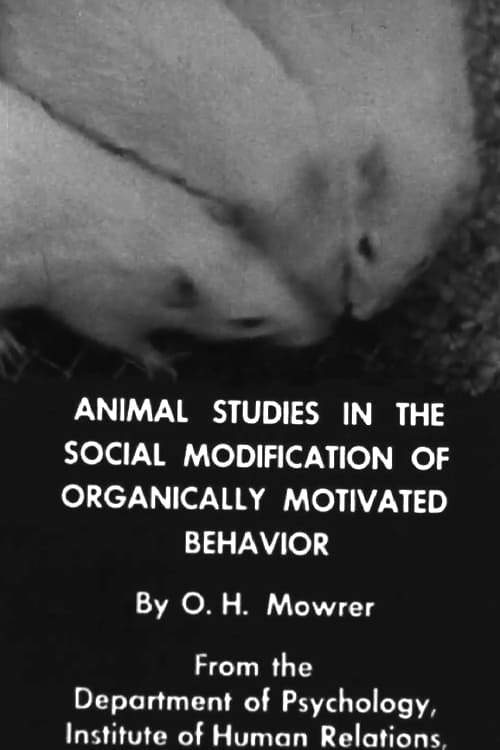 ANIMAL STUDIES IN THE
SOCIAL MODIFICATION OF
ORGANICALLY MOTIVATED
BEHAVIOR
By O. H. Mowrer
From the
Department of Psychology,
Institute of Human Relations,